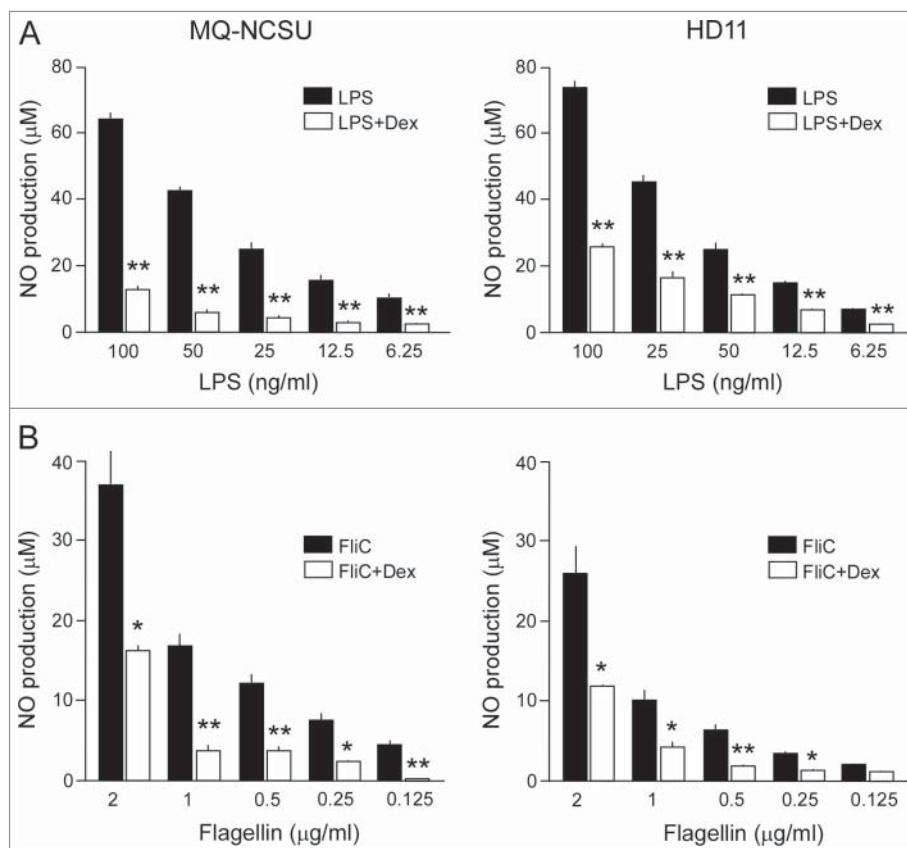 A
MQ-NCSU
HD11
80
60
40
20
0
NO production (μM)
LPS
LPS+Dex
**
**
**
**
**
100 50 25 12.5 6.25
LPS (ng/ml)
80
60
40
20
0
NO production (μM)
LPS
LPS+Dex
**
**
**
**
**
100 25 50 12.5 6.25
LPS (ng/ml)
B
40
30
20
10
0
NO production (μM)
FliC
FliC+Dex
*
**
**
*
**
2 1 0.5 0.25 0.125
Flagellin (μg/ml)
40
30
20
10
0
NO production (μM)
FliC
FliC+Dex
*
*
**
*
2 1 0.5 0.25 0.125
Flagellin (μg/ml)